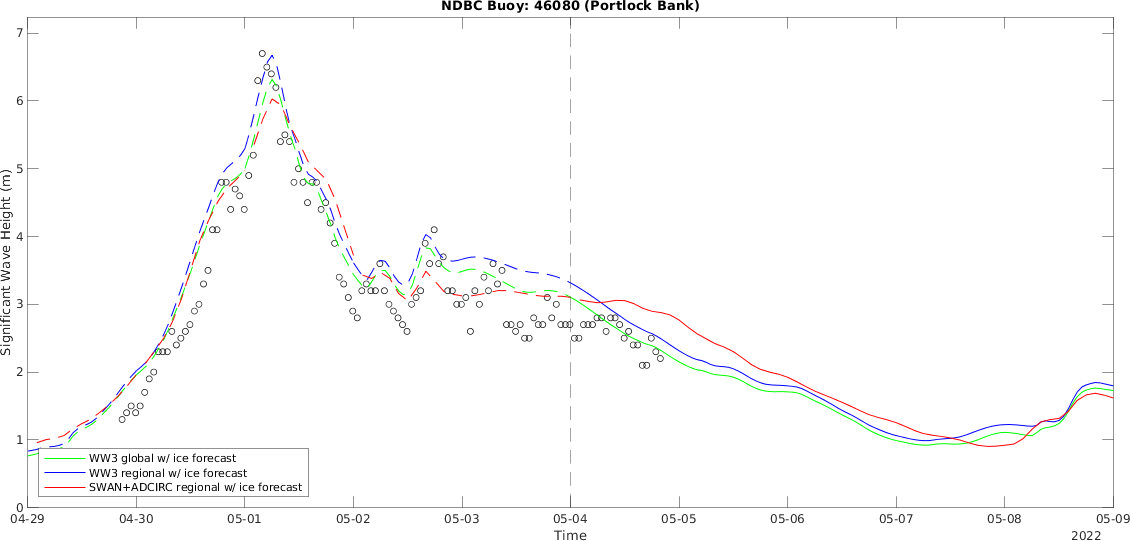 NDBC Buoy: 46080 (Portlock Bank)
Significant Wave Height (m)
7
6
5
4
3
2
1
0
WW3 global w/ ice forecast
WW3 regional w/ ice forecast
SWAN+ADCIRC regional w/ ice forecast
04-29 04-30 05-01 05-02 05-03 05-04 05-05 05-06 05-07 05-08 05-09
Time
2022